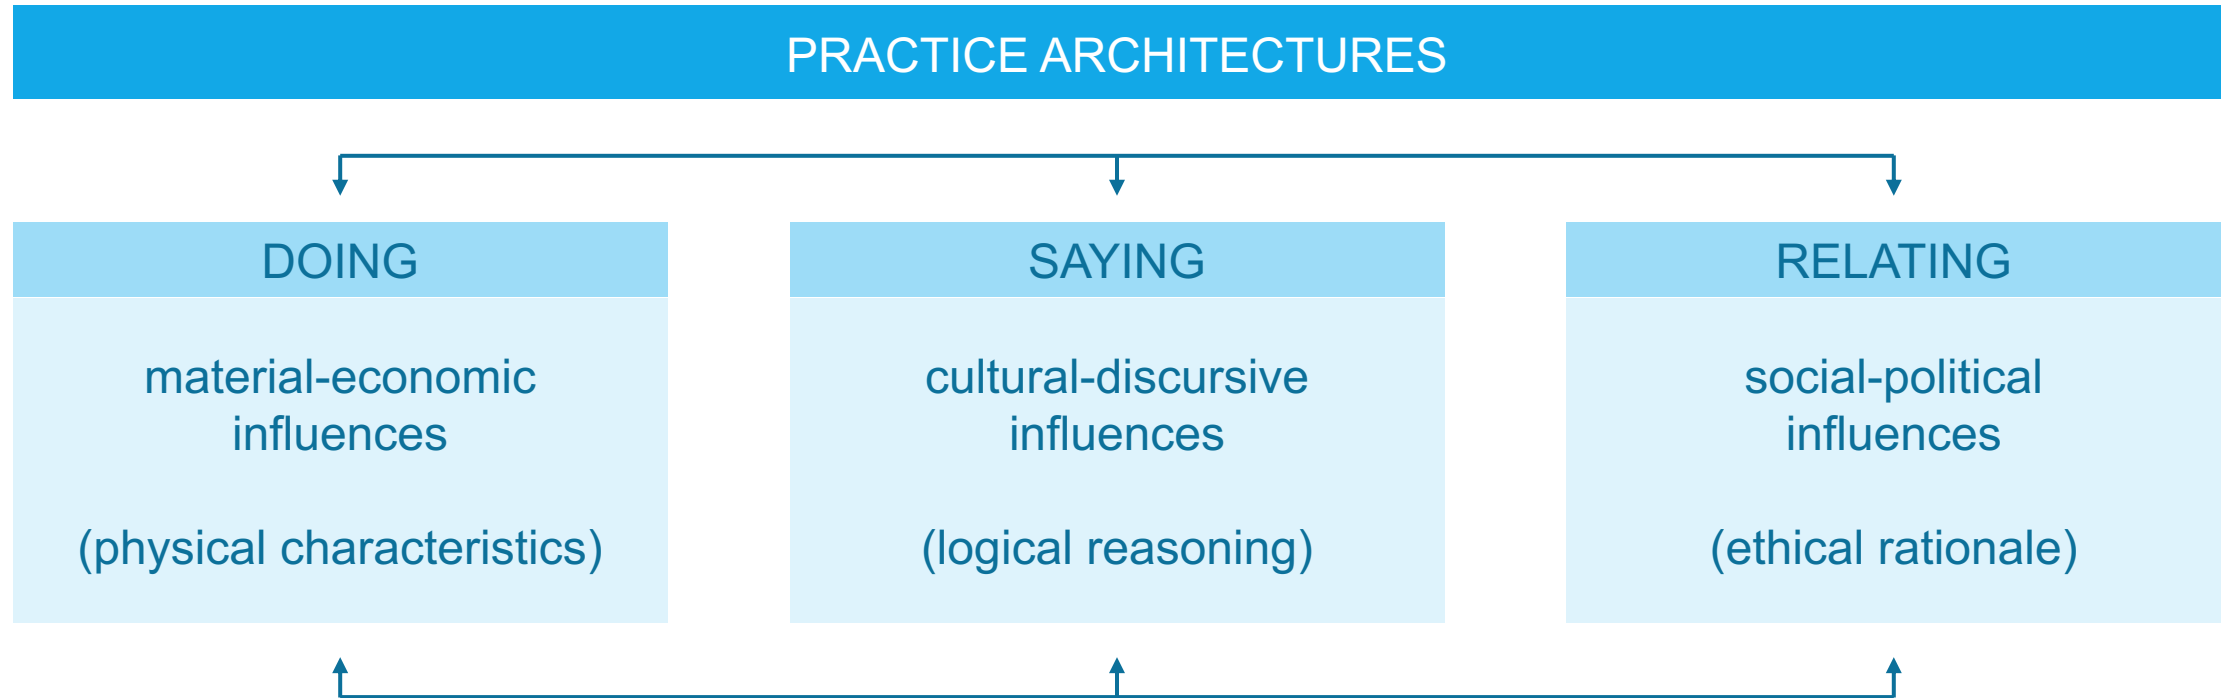 PRACTICE ARCHITECTURES
DOING
material-economic
influences
(physical characteristics)
SAYING
cultural-discursive
influences
(logical reasoning)
RELATING
social-political
influences
(ethical rationale)